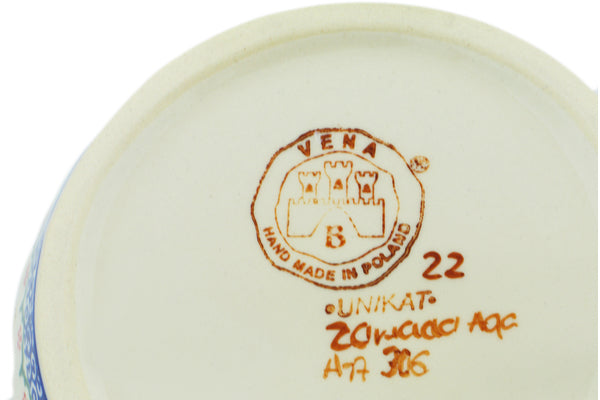 VENA
B
HAND MADE IN POLAND
22
•UNIKAT•
A-A 306